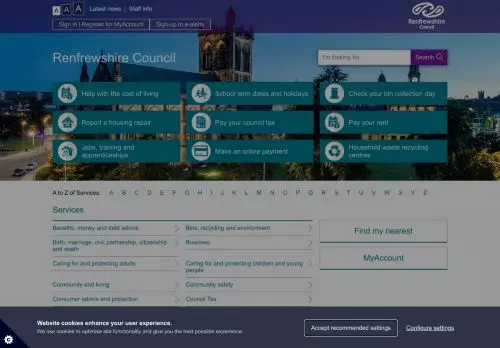 A A A Latest news | Staff info
Sign in | Register for MyAccount Sign-up to e-alerts
Renfrewshire
Council
Renfrewshire Council
I'm looking for... Search
Help with the cost of living
School term dates and holidays
Check your bin collection day
Report a housing repair
Pay your council tax
Pay your rent
Jobs, training and
apprenticeships
Make an online payment
Household waste recycling
centres
A to Z of Services: A B C D E F G H I J K L M N O P Q R S T U V W X Y Z
Services
Benefits, money and debt advice
Bins, recycling and environment
Birth, marriage, civil partnership, citizenship
and death
Business
Caring for and protecting adults
Caring for and protecting children and young
people
Community and living
Community safety
Consumer advice and protection
Council Tax
Find my nearest
MyAccount
Website cookies enhance your user experience.
We use cookies to optimise site functionality and give you the best possible experience.
Accept recommended settings
Configure settings